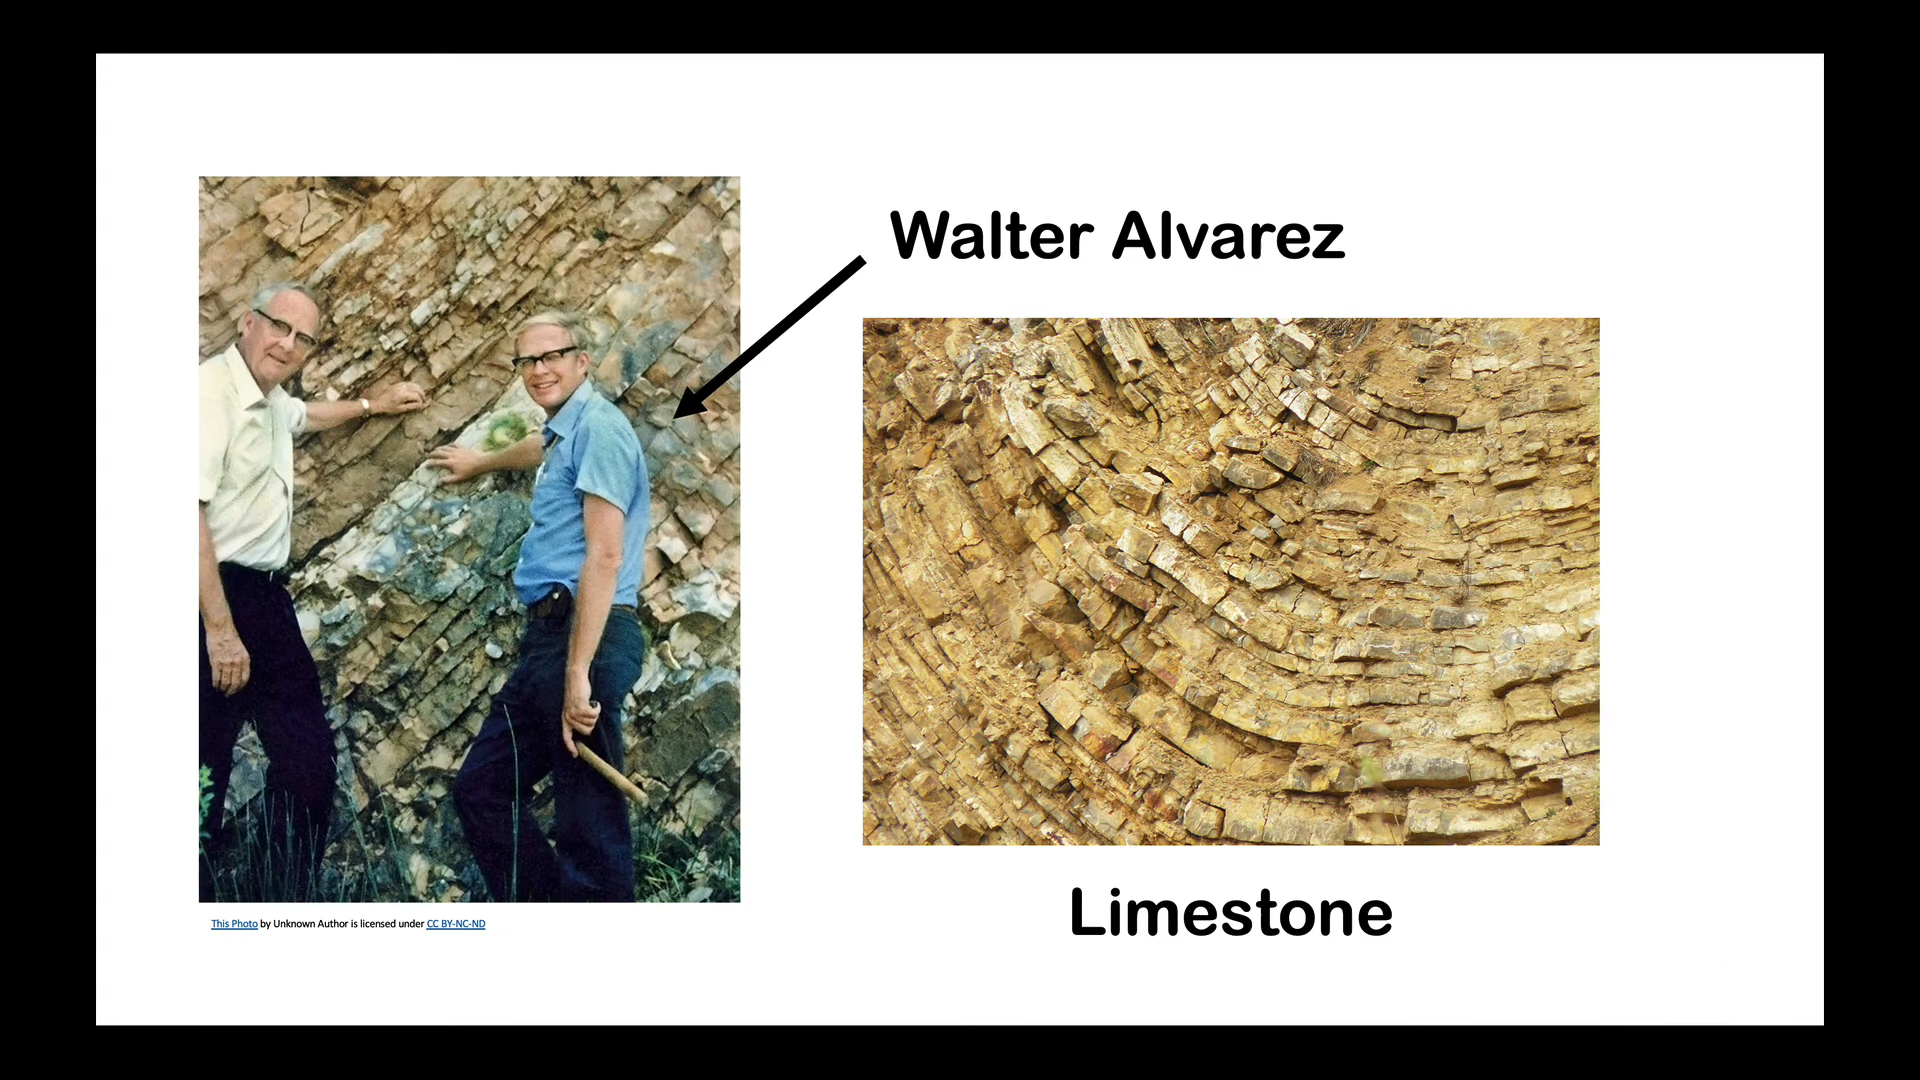 Walter Alvarez
Limestone
This Photo by Unknown Author is licensed under CC BY-NC-ND